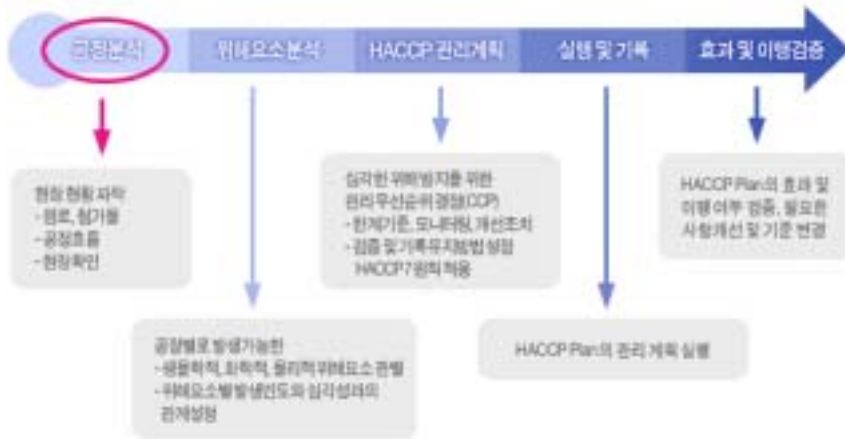 공정분석
위해요소분석
HACCP 관리계획
실행 및 기록
효과 및 이행검증
현장 현황 파악
- 원료, 첨가물
- 공정흐름
- 현장확인
심각한 위해 방지를 위한
관리 우선순위 결정(CCP)
- 한계기준, 모니터링, 개선조치
- 검증 및 기록유지방법 설정
HACCP 7원칙 적용
HACCP Plan의 효과 및
이행 여부 검증, 필요한
사항개선 및 기준 변경
공정별로 발생가능한
- 생물학적, 화학적, 물리적 위해요소 판별
- 위해요소별 발생빈도와 심각성과의
관계설정
HACCP Plan의 관리 계획 실행